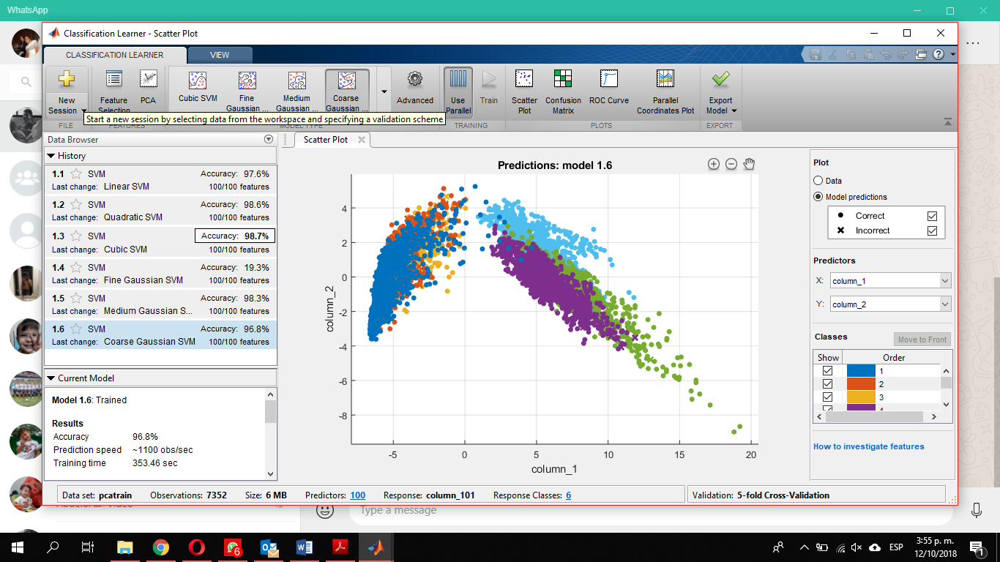 WhatsApp
Classification Learner - Scatter Plot
CLASSIFICATION LEARNER
VIEW
New Session
Feature Selection
PCA
Cubic SVM
Fine Gaussian ...
Medium Gaussian ...
Coarse Gaussian ...
Advanced
Use Parallel
Train
Scatter Plot
Confusion Matrix
ROC Curve
Parallel Coordinates Plot
Export Model
Start a new session by selecting data from the workspace and specifying a validation scheme
FILE
FEATURES
MODEL TYPE
TRAINING
PLOTS
EXPORT
Data Browser
History
1.1 SVM Accuracy: 97.6%
Last change: Linear SVM 100/100 features
1.2 SVM Accuracy: 98.6%
Last change: Quadratic SVM 100/100 features
1.3 SVM Accuracy: 98.7%
Last change: Cubic SVM 100/100 features
1.4 SVM Accuracy: 19.3%
Last change: Fine Gaussian SVM 100/100 features
1.5 SVM Accuracy: 98.3%
Last change: Medium Gaussian S... 100/100 features
1.6 SVM Accuracy: 96.8%
Last change: Coarse Gaussian SVM 100/100 features
Current Model
Model 1.6: Trained
Results
Accuracy 96.8%
Prediction speed ~1100 obs/sec
Training time 353.46 sec
Scatter Plot
Predictions: model 1.6
column_2
4
2
0
-2
-4
-6
-8
-5 0 5 10 15 20
column_1
Plot
Data
Model predictions
Correct
Incorrect
Predictors
X: column_1
Y: column_2
Classes
Move to Front
Show Order
1
2
3
4
How to investigate features
Data set: pcatrain Observations: 7352 Size: 6 MB Predictors: 100 Response: column_101 Response Classes: 6 Validation: 5-fold Cross-Validation
Type a message
6
ESP
3:55 p. m.
12/10/2018
1